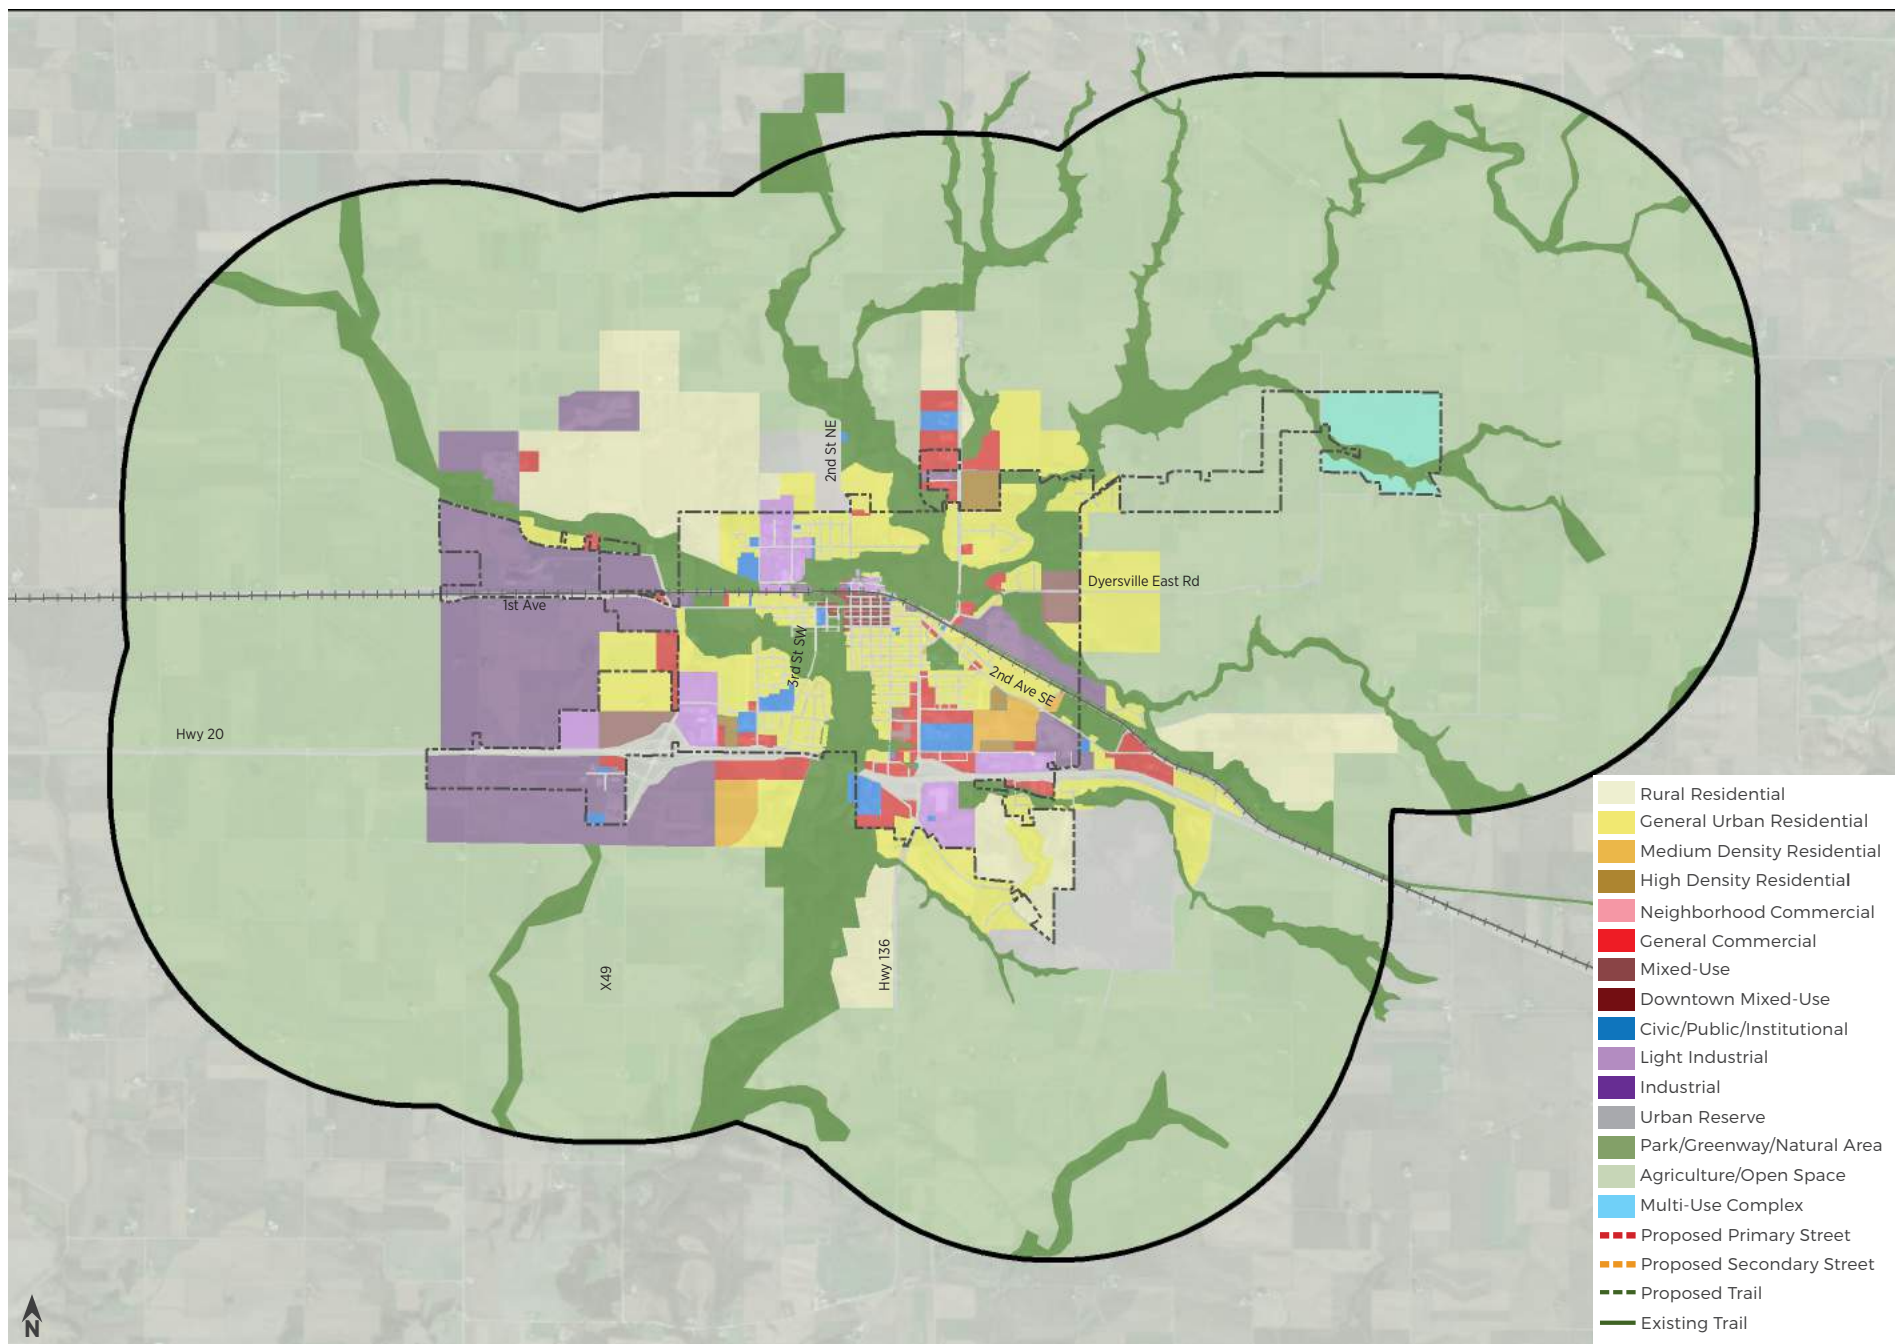 2nd St NE
Dyersville East Rd
1st Ave
3rd St SW
2nd Ave SE
Hwy 20
X49
Hwy 136
Rural Residential
General Urban Residential
Medium Density Residential
High Density Residential
Neighborhood Commercial
General Commercial
Mixed-Use
Downtown Mixed-Use
Civic/Public/Institutional
Light Industrial
Industrial
Urban Reserve
Park/Greenway/Natural Area
Agriculture/Open Space
Multi-Use Complex
Proposed Primary Street
Proposed Secondary Street
Proposed Trail
Existing Trail
N